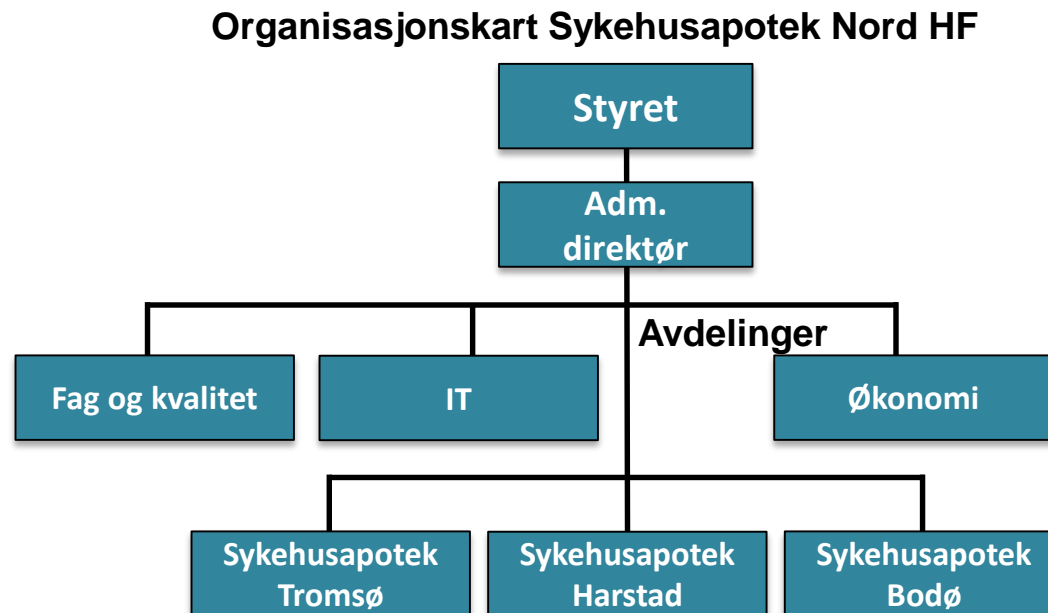 Organisasjonskart Sykehusapotek Nord HF
Styret
Adm.
direktør
Avdelinger
Fag og kvalitet
IT
Økonomi
Sykehusapotek
Tromsø
Sykehusapotek
Harstad
Sykehusapotek
Bodø